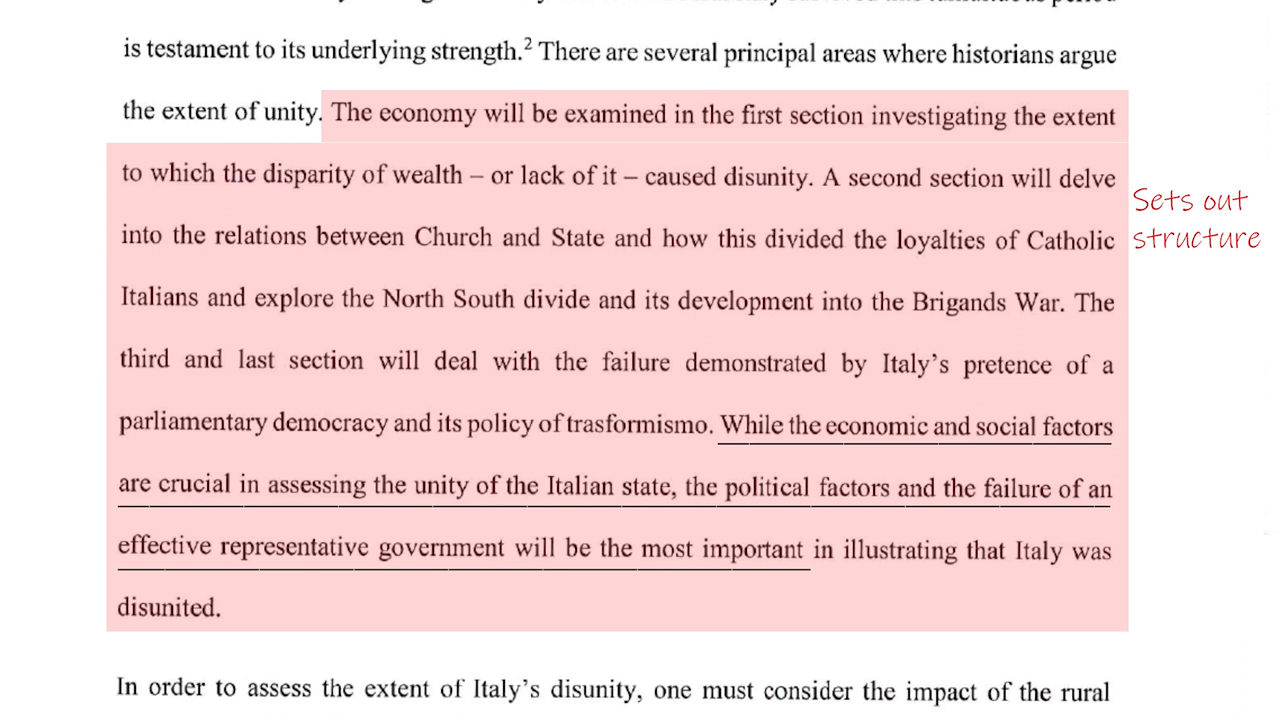 is testament to its underlying strength.2 There are several principal areas where historians argue
the extent of unity. The economy will be examined in the first section investigating the extent
to which the disparity of wealth – or lack of it – caused disunity. A second section will delve
into the relations between Church and State and how this divided the loyalties of Catholic
Italians and explore the North South divide and its development into the Brigands War. The
third and last section will deal with the failure demonstrated by Italy’s pretence of a
parliamentary democracy and its policy of trasformismo. While the economic and social factors
are crucial in assessing the unity of the Italian state, the political factors and the failure of an
effective representative government will be the most important in illustrating that Italy was
disunited.
In order to assess the extent of Italy’s disunity, one must consider the impact of the rural
Sets out
structure